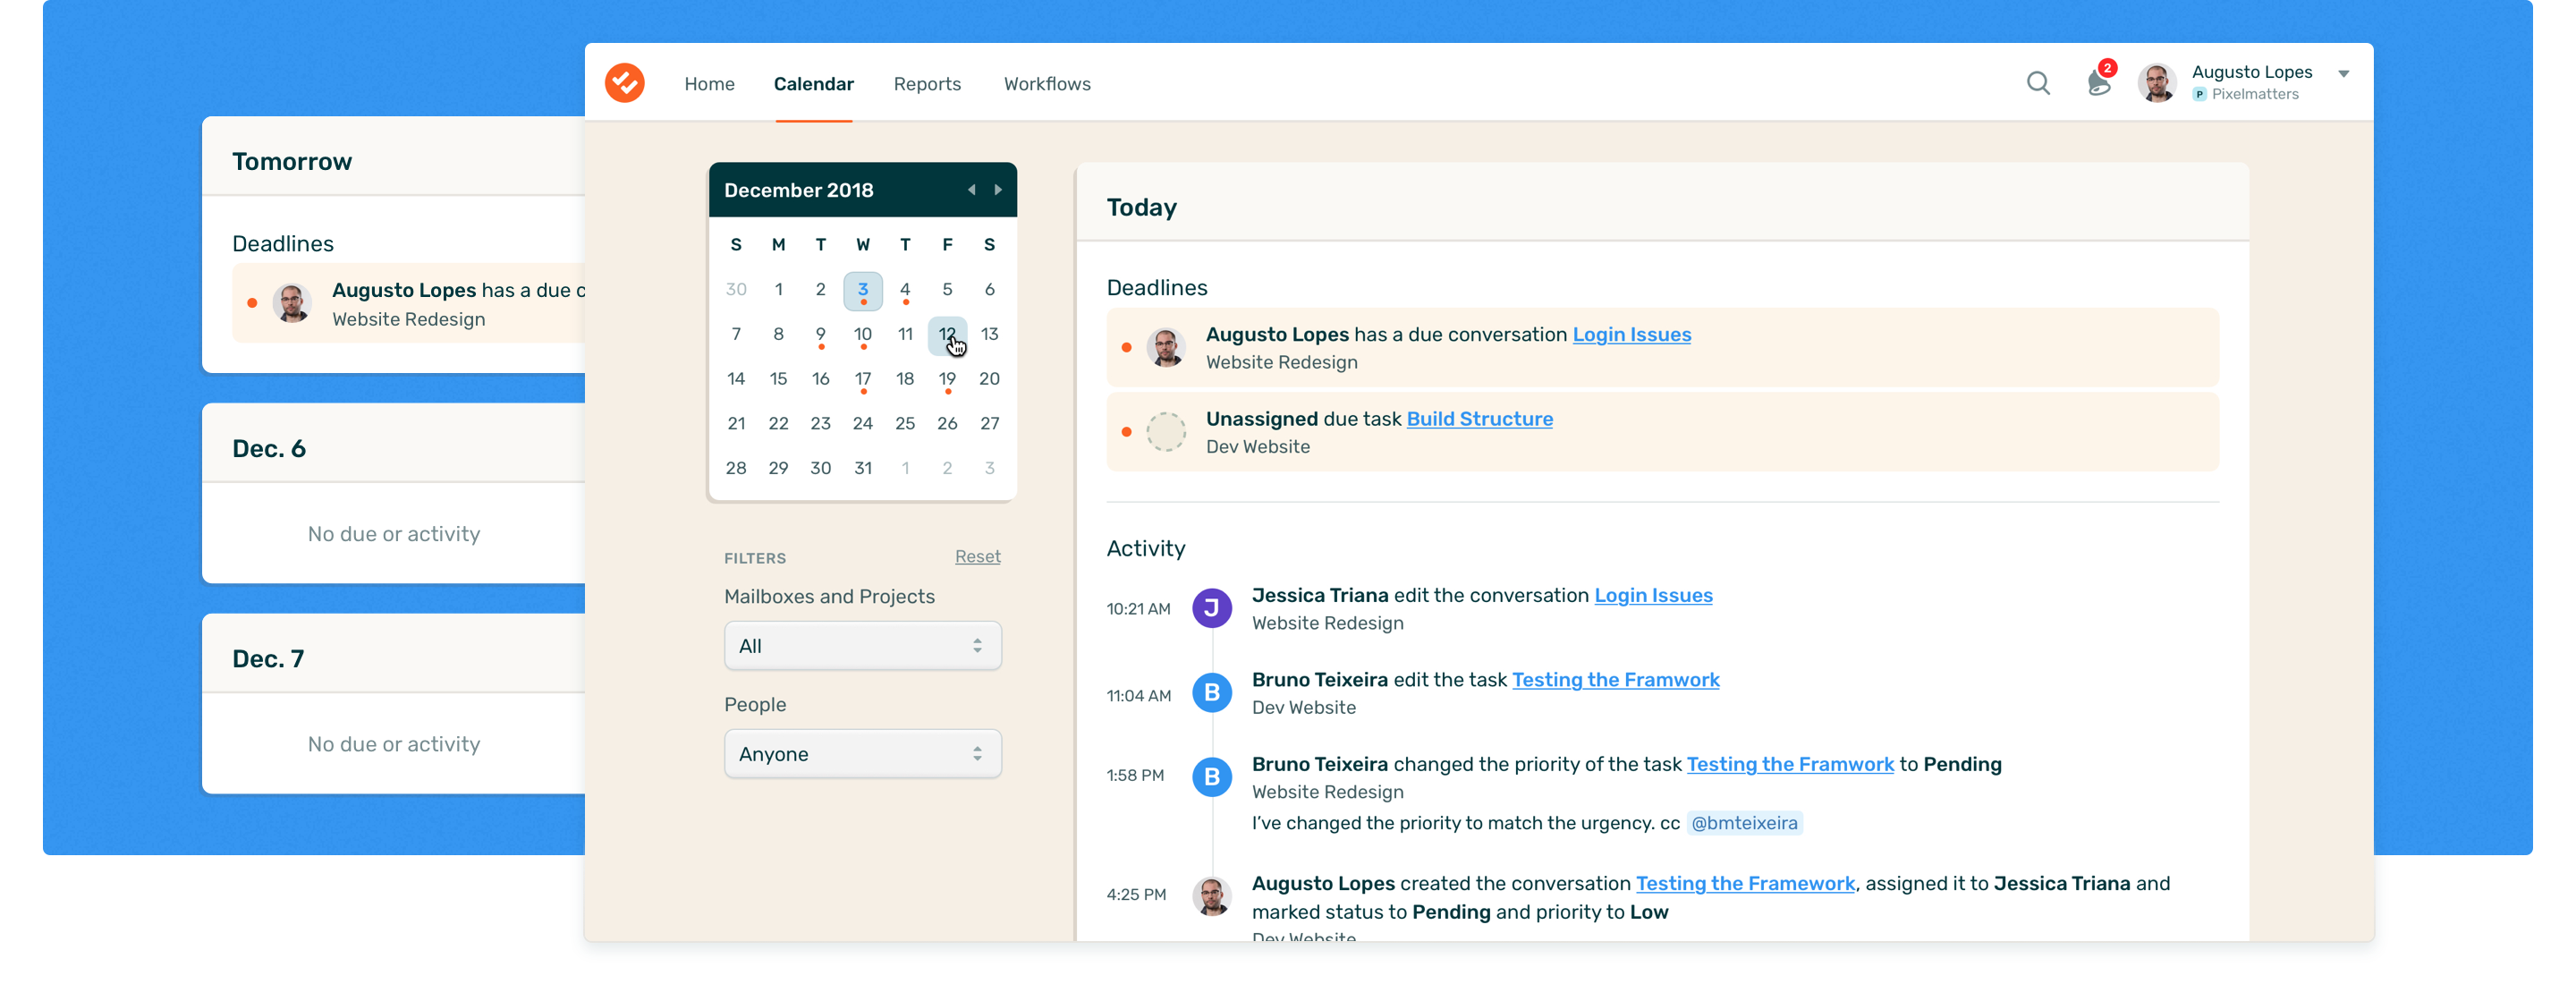 Home Calendar Reports Workflows
2
Augusto Lopes
P Pixelmatters
Tomorrow
Deadlines
Augusto Lopes has a due
Website Redesign
Dec. 6
No due or activity
Dec. 7
No due or activity
December 2018
S M T W T F S
30 1 2 3 4 5 6
7 8 9 10 11 12 13
14 15 16 17 18 19 20
21 22 23 24 25 26 27
28 29 30 31 1 2 3
FILTERS Reset
Mailboxes and Projects
All
People
Anyone
Today
Deadlines
Augusto Lopes has a due conversation Login Issues
Website Redesign
Unassigned due task Build Structure
Dev Website
Activity
10:21 AM J Jessica Triana edit the conversation Login Issues
Website Redesign
11:04 AM B Bruno Teixeira edit the task Testing the Framwork
Dev Website
1:58 PM B Bruno Teixeira changed the priority of the task Testing the Framwork to Pending
Website Redesign
I've changed the priority to match the urgency. cc @bmteixeira
4:25 PM Augusto Lopes created the conversation Testing the Framework, assigned it to Jessica Triana and
marked status to Pending and priority to Low
Dev Website